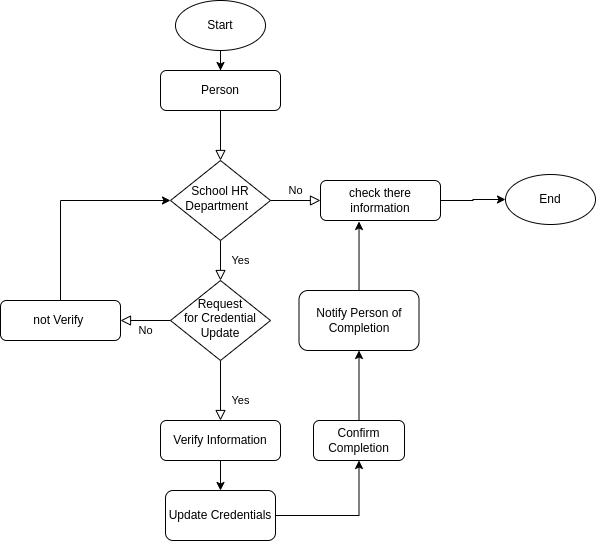 Start
Person
School HR
Department
No
check there
information
End
Yes
Request
for Credential
Update
No
not Verify
Notify Person of
Completion
Yes
Verify Information
Confirm
Completion
Update Credentials